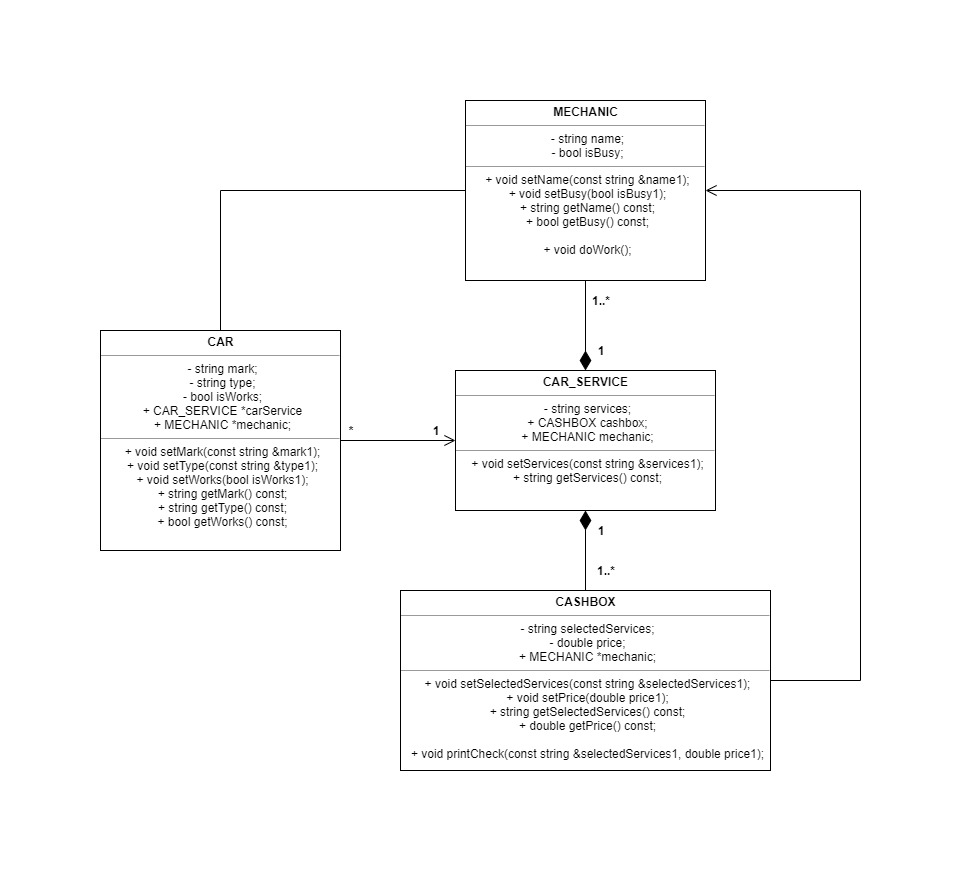 MECHANIC
- string name;
- bool isBusy;
+ void setName(const string &name1);
+ void setBusy(bool isBusy1);
+ string getName() const;
+ bool getBusy() const;
+ void doWork();
1..*
1
CAR
- string mark;
- string type;
- bool isWorks;
+ CAR_SERVICE *carService
+ MECHANIC *mechanic;
+ void setMark(const string &mark1);
+ void setType(const string &type1);
+ void setWorks(bool isWorks1);
+ string getMark() const;
+ string getType() const;
+ bool getWorks() const;
*
1
CAR_SERVICE
- string services;
+ CASHBOX cashbox;
+ MECHANIC mechanic;
+ void setServices(const string &services1);
+ string getServices() const;
1
1..*
CASHBOX
- string selectedServices;
- double price;
+ MECHANIC *mechanic;
+ void setSelectedServices(const string &selectedServices1);
+ void setPrice(double price1);
+ string getSelectedServices() const;
+ double getPrice() const;
+ void printCheck(const string &selectedServices1, double price1);